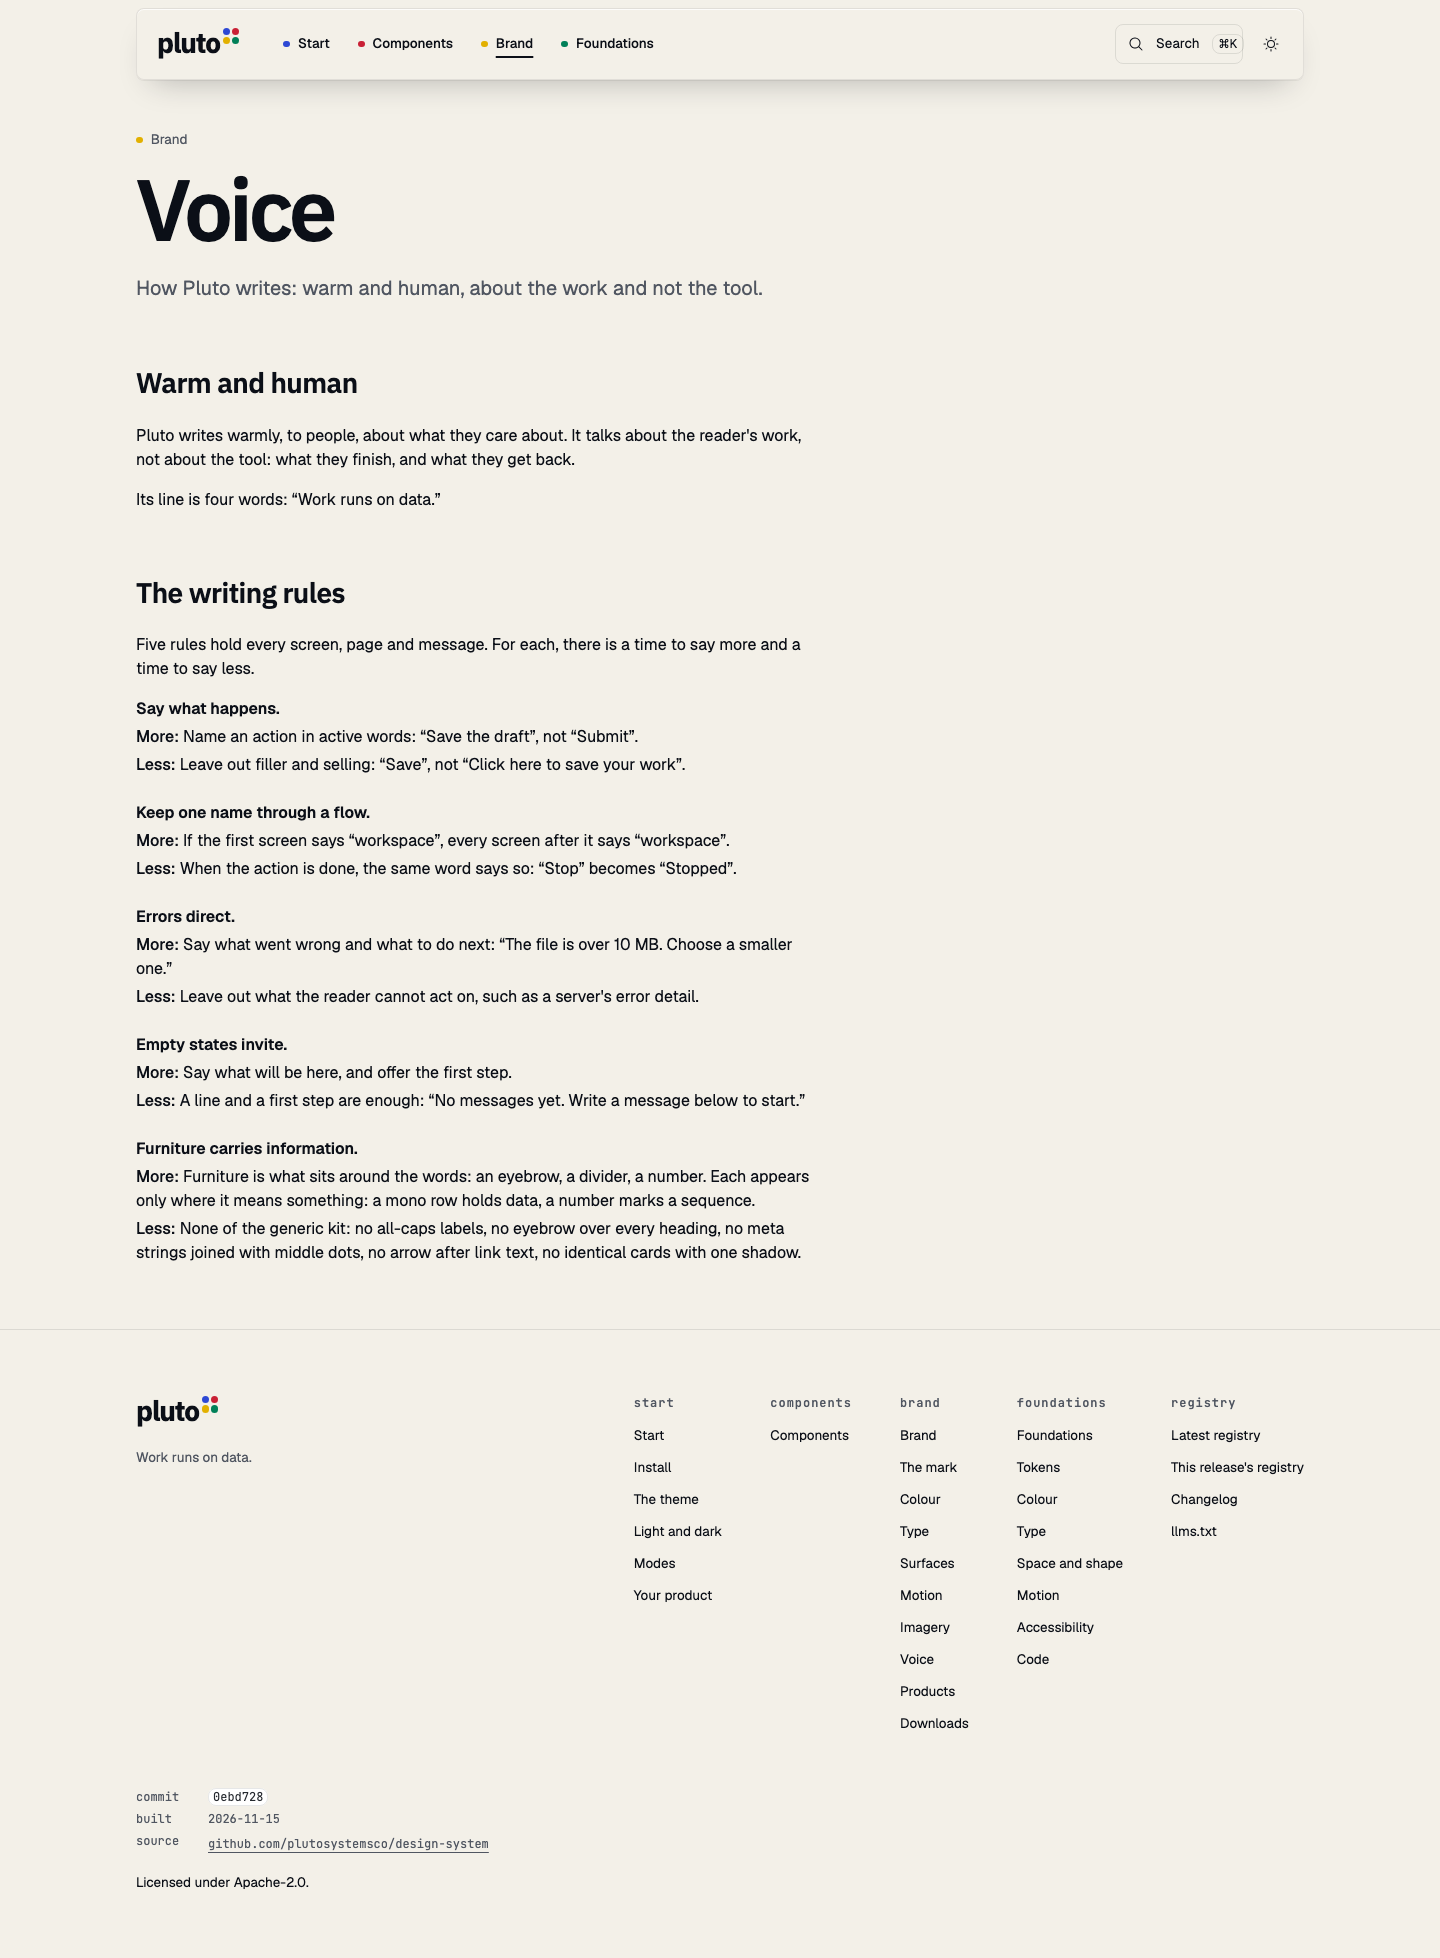 pluto
Start
Components
Brand
Foundations
Search
⌘K
Brand
Voice
How Pluto writes: warm and human, about the work and not the tool.
Warm and human
Pluto writes warmly, to people, about what they care about. It talks about the reader's work,
not about the tool: what they finish, and what they get back.
Its line is four words: “Work runs on data.”
The writing rules
Five rules hold every screen, page and message. For each, there is a time to say more and a
time to say less.
Say what happens.
More: Name an action in active words: “Save the draft”, not “Submit”.
Less: Leave out filler and selling: “Save”, not “Click here to save your work”.
Keep one name through a flow.
More: If the first screen says “workspace”, every screen after it says “workspace”.
Less: When the action is done, the same word says so: “Stop” becomes “Stopped”.
Errors direct.
More: Say what went wrong and what to do next: “The file is over 10 MB. Choose a smaller
one.”
Less: Leave out what the reader cannot act on, such as a server's error detail.
Empty states invite.
More: Say what will be here, and offer the first step.
Less: A line and a first step are enough: “No messages yet. Write a message below to start.”
Furniture carries information.
More: Furniture is what sits around the words: an eyebrow, a divider, a number. Each appears
only where it means something: a mono row holds data, a number marks a sequence.
Less: None of the generic kit: no all-caps labels, no eyebrow over every heading, no meta
strings joined with middle dots, no arrow after link text, no identical cards with one shadow.
pluto
Work runs on data.
start
Start
Install
The theme
Light and dark
Modes
Your product
components
Components
brand
Brand
The mark
Colour
Type
Surfaces
Motion
Imagery
Voice
Products
Downloads
foundations
Foundations
Tokens
Colour
Type
Space and shape
Motion
Accessibility
Code
registry
Latest registry
This release's registry
Changelog
llms.txt
commit 0ebd728
built 2026-11-15
source github.com/plutosystemsco/design-system
Licensed under Apache-2.0.